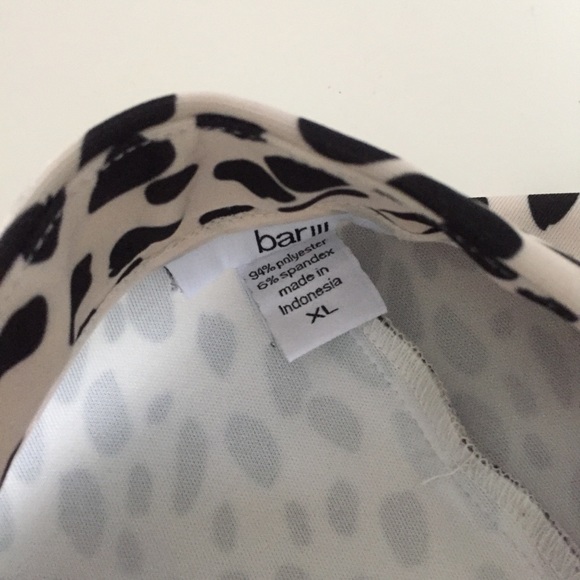 bar III
94% polyester
6% spandex
made in
Indonesia
XL